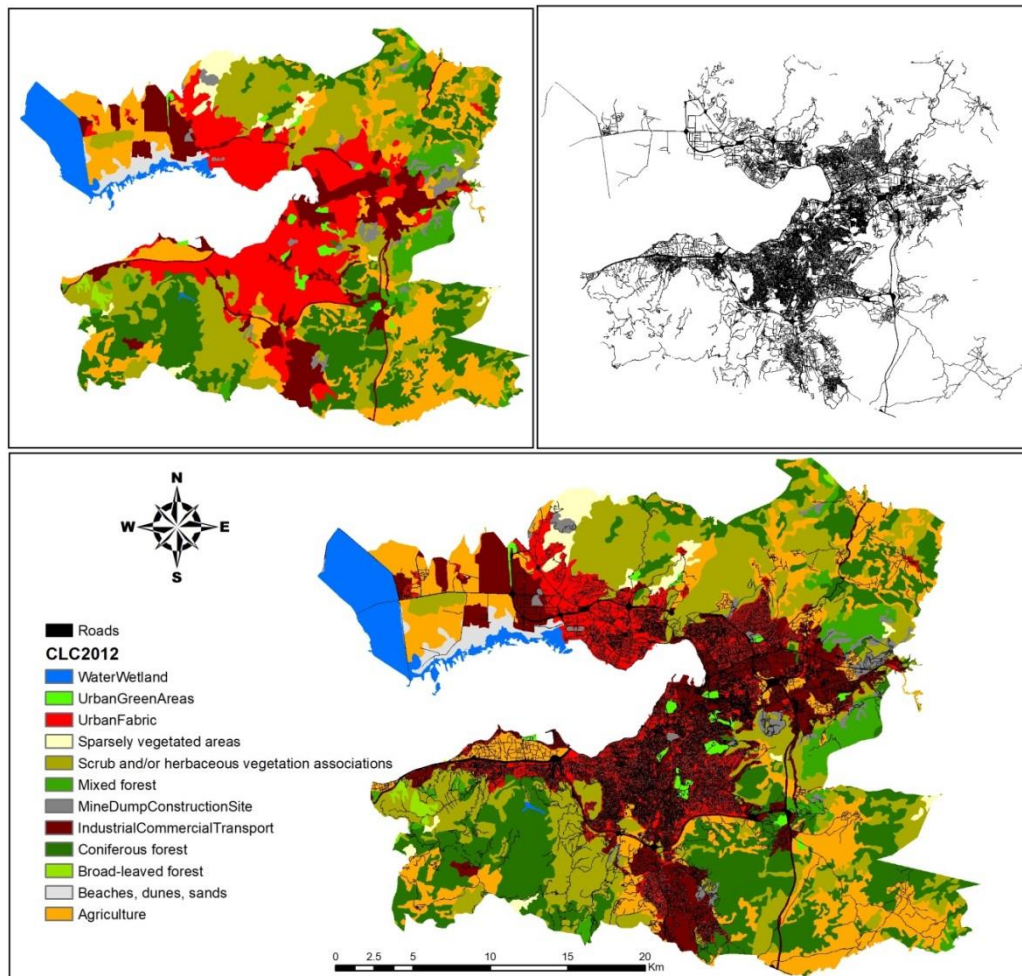 N
W E
S
Roads
CLC2012
WaterWetland
UrbanGreenAreas
UrbanFabric
Sparsely vegetated areas
Scrub and/or herbaceous vegetation associations
Mixed forest
MineDumpConstructionSite
IndustrialCommercialTransport
Coniferous forest
Broad-leaved forest
Beaches, dunes, sands
Agriculture
0 2.5 5 10 15 20
Km